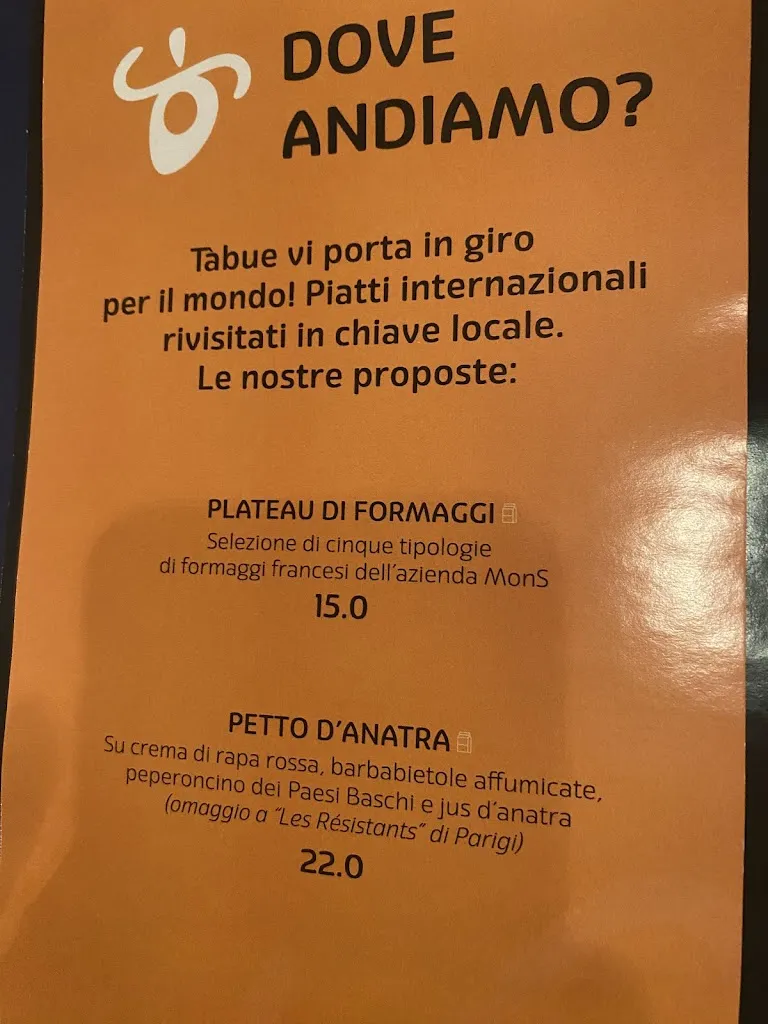 DOVE
ANDIAMO?
Tabue vi porta in giro
per il mondo! Piatti internazionali
rivisitati in chiave locale.
Le nostre proposte:
PLATEAU DI FORMAGGI
Selezione di cinque tipologie
di formaggi francesi dell'azienda MonS
15.0
PETTO D'ANATRA
Su crema di rapa rossa, barbabietole affumicate,
peperoncino dei Paesi Baschi e jus d'anatra
(omaggio a "Les Résistants" di Parigi)
22.0